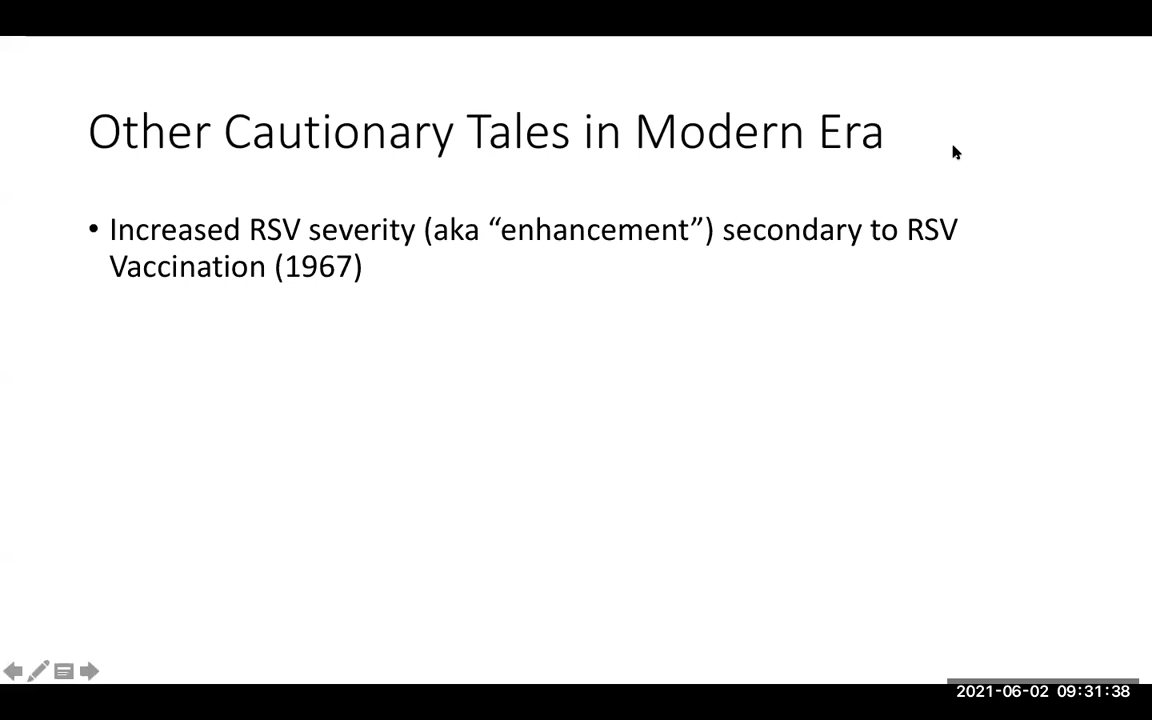 Other Cautionary Tales in Modern Era
• Increased RSV severity (aka “enhancement”) secondary to RSV
Vaccination (1967)
2021-06-02 09:31:38